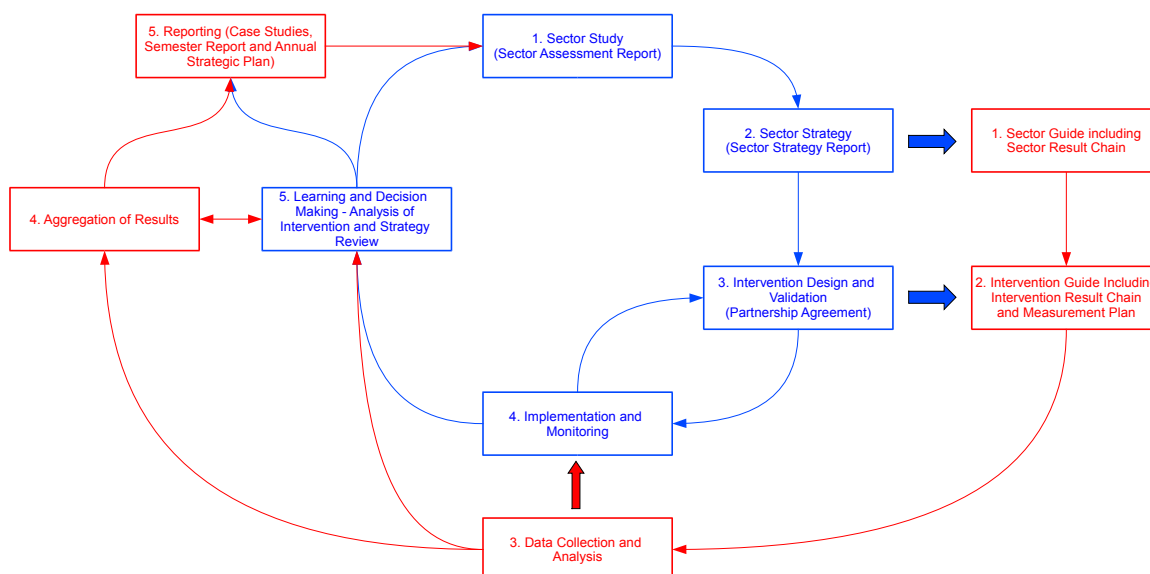 5. Reporting (Case Studies,
Semester Report and Annual
Strategic Plan)
1. Sector Study
(Sector Assessment Report)
2. Sector Strategy
(Sector Strategy Report)
1. Sector Guide including
Sector Result Chain
4. Aggregation of Results
5. Learning and Decision
Making - Analysis of
Intervention and Strategy
Review
3. Intervention Design and
Validation
(Partnership Agreement)
2. Intervention Guide Includin
Intervention Result Chain
and Measurement Plan
4. Implementation and
Monitoring
3. Data Collection and
Analysis